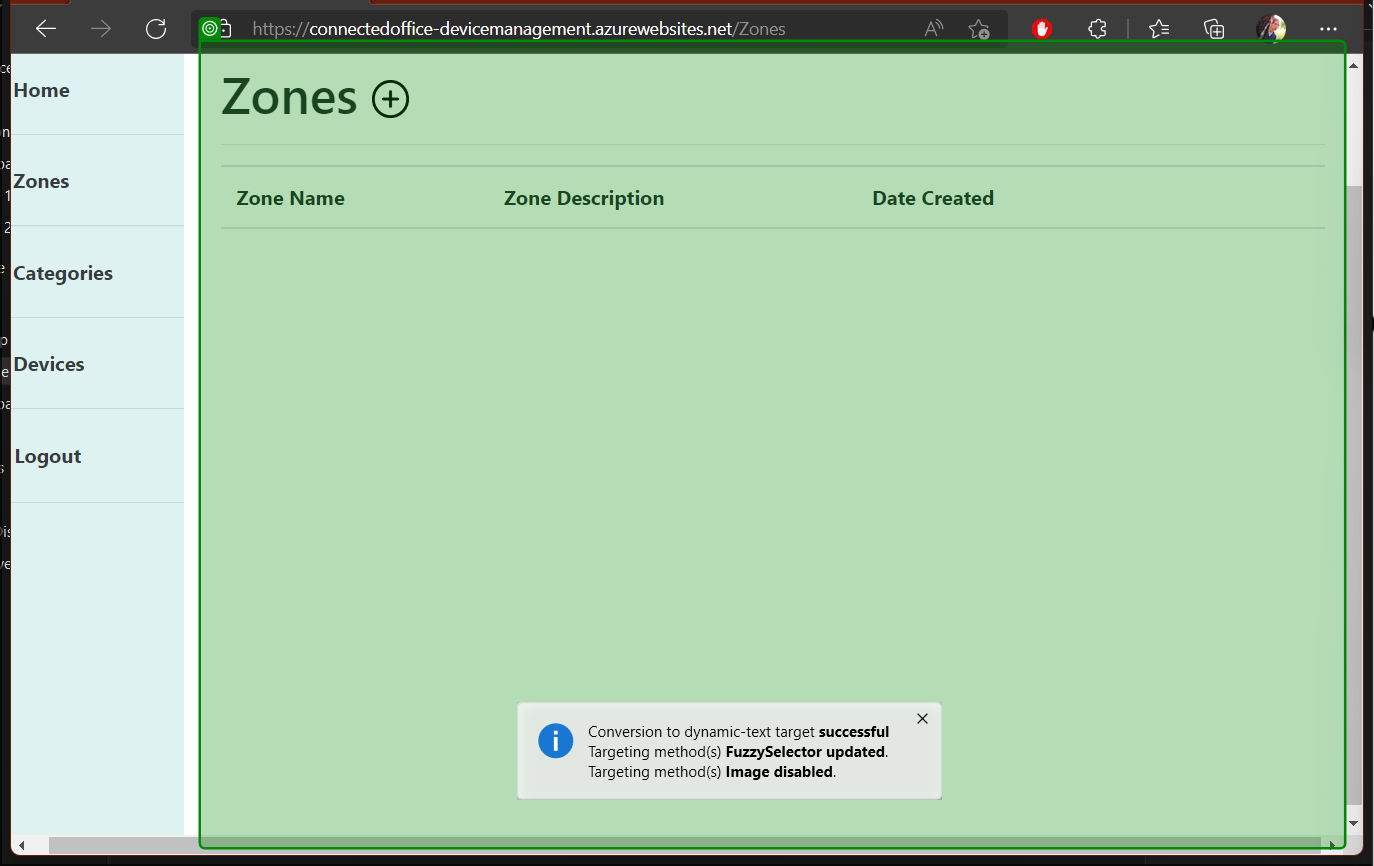 https://connectedoffice-devicemanagement.azurewebsites.net/Zones
Home
Zones
Categories
Devices
Logout
Zones
Zone Name Zone Description Date Created
Conversion to dynamic-text target successful
Targeting method(s) FuzzySelector updated.
Targeting method(s) Image disabled.